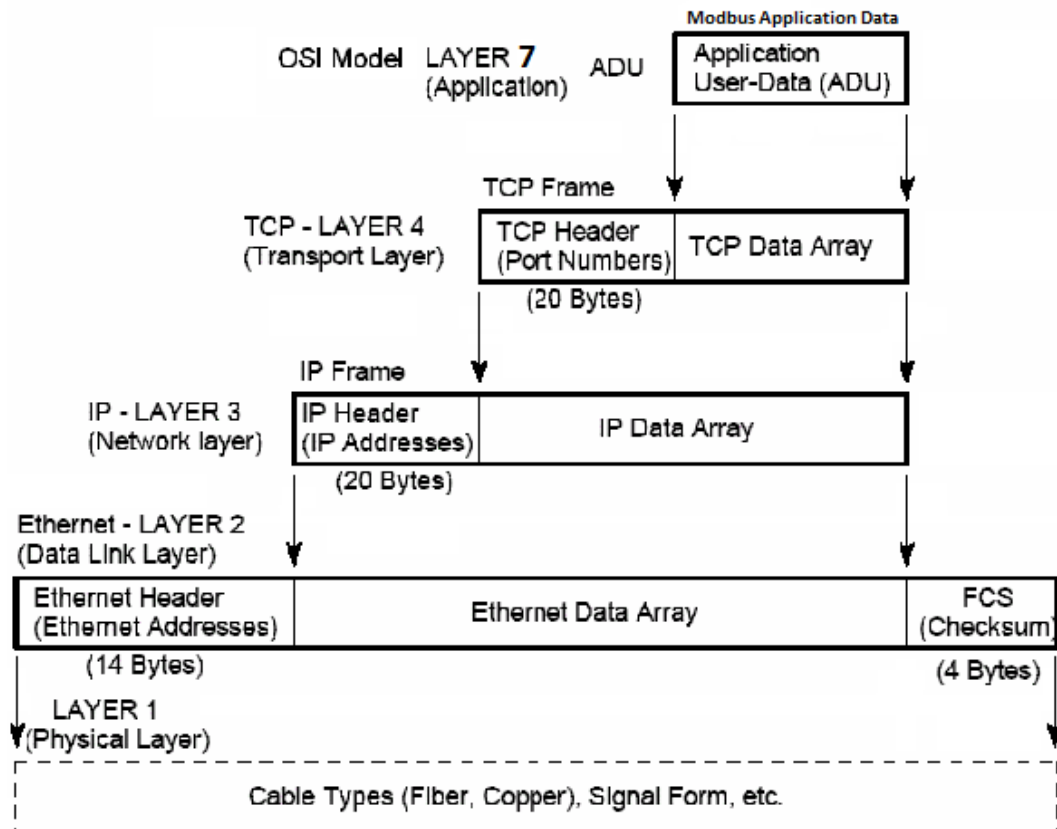 Modbus Application Data
OSI Model LAYER 7
(Application)
ADU
Application
User-Data (ADU)
TCP Frame
TCP - LAYER 4
(Transport Layer)
TCP Header
(Port Numbers)
TCP Data Array
(20 Bytes)
IP Frame
IP - LAYER 3
(Network layer)
IP Header
(IP Addresses)
IP Data Array
(20 Bytes)
Ethernet - LAYER 2
(Data Link Layer)
Ethernet Header
(Ethernet Addresses)
Ethernet Data Array
FCS
(Checksum)
(14 Bytes)
(4 Bytes)
LAYER 1
(Physical Layer)
Cable Types (Fiber, Copper), Signal Form, etc.